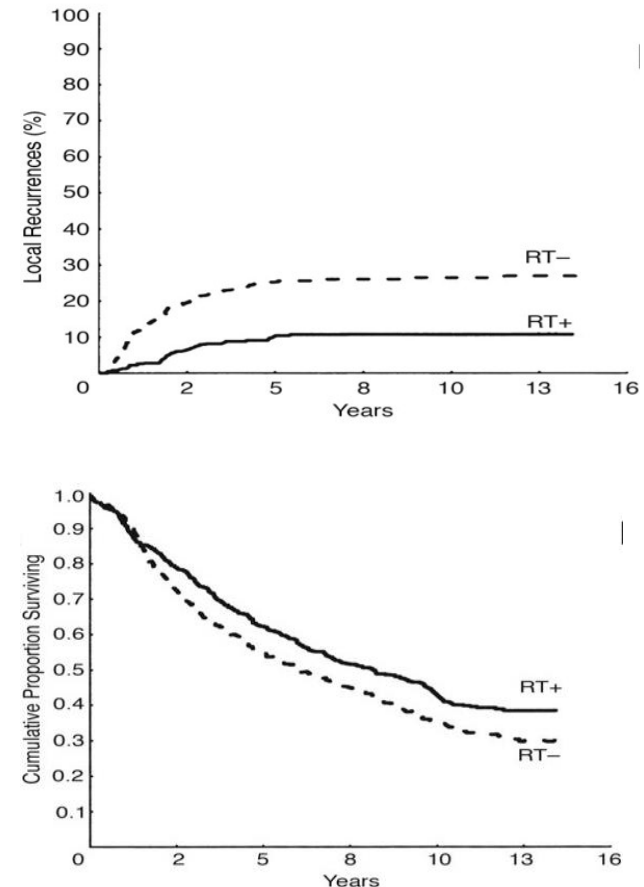 100
90
80
70
60
50
40
30
20
10
0
Local Recurrences (%)
RT–
RT+
0 2 5 8 10 13 16
Years
1.0
0.9
0.8
0.7
0.6
0.5
0.4
0.3
0.2
0.1
Cumulative Proportion Surviving
RT+
RT–
0 2 5 8 10 13 16
Years